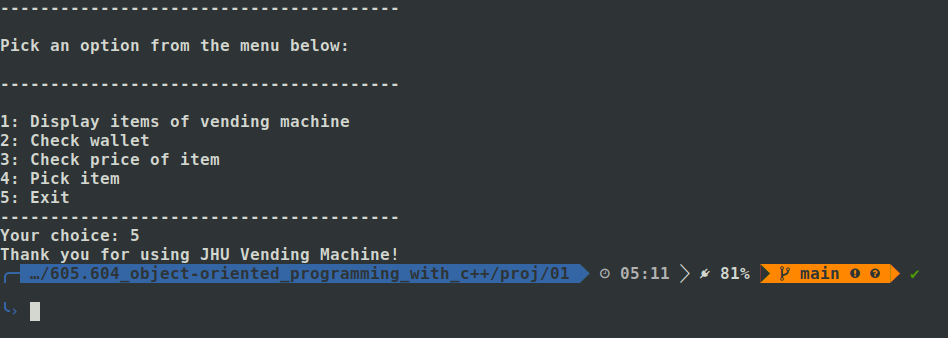 ----------------------------------------
Pick an option from the menu below:
----------------------------------------
1: Display items of vending machine
2: Check wallet
3: Check price of item
4: Pick item
5: Exit
----------------------------------------
Your choice: 5
Thank you for using JHU Vending Machine!
…/605.604_object-oriented_programming_with_c++/proj/01 05:11 81% main ! ? ✔